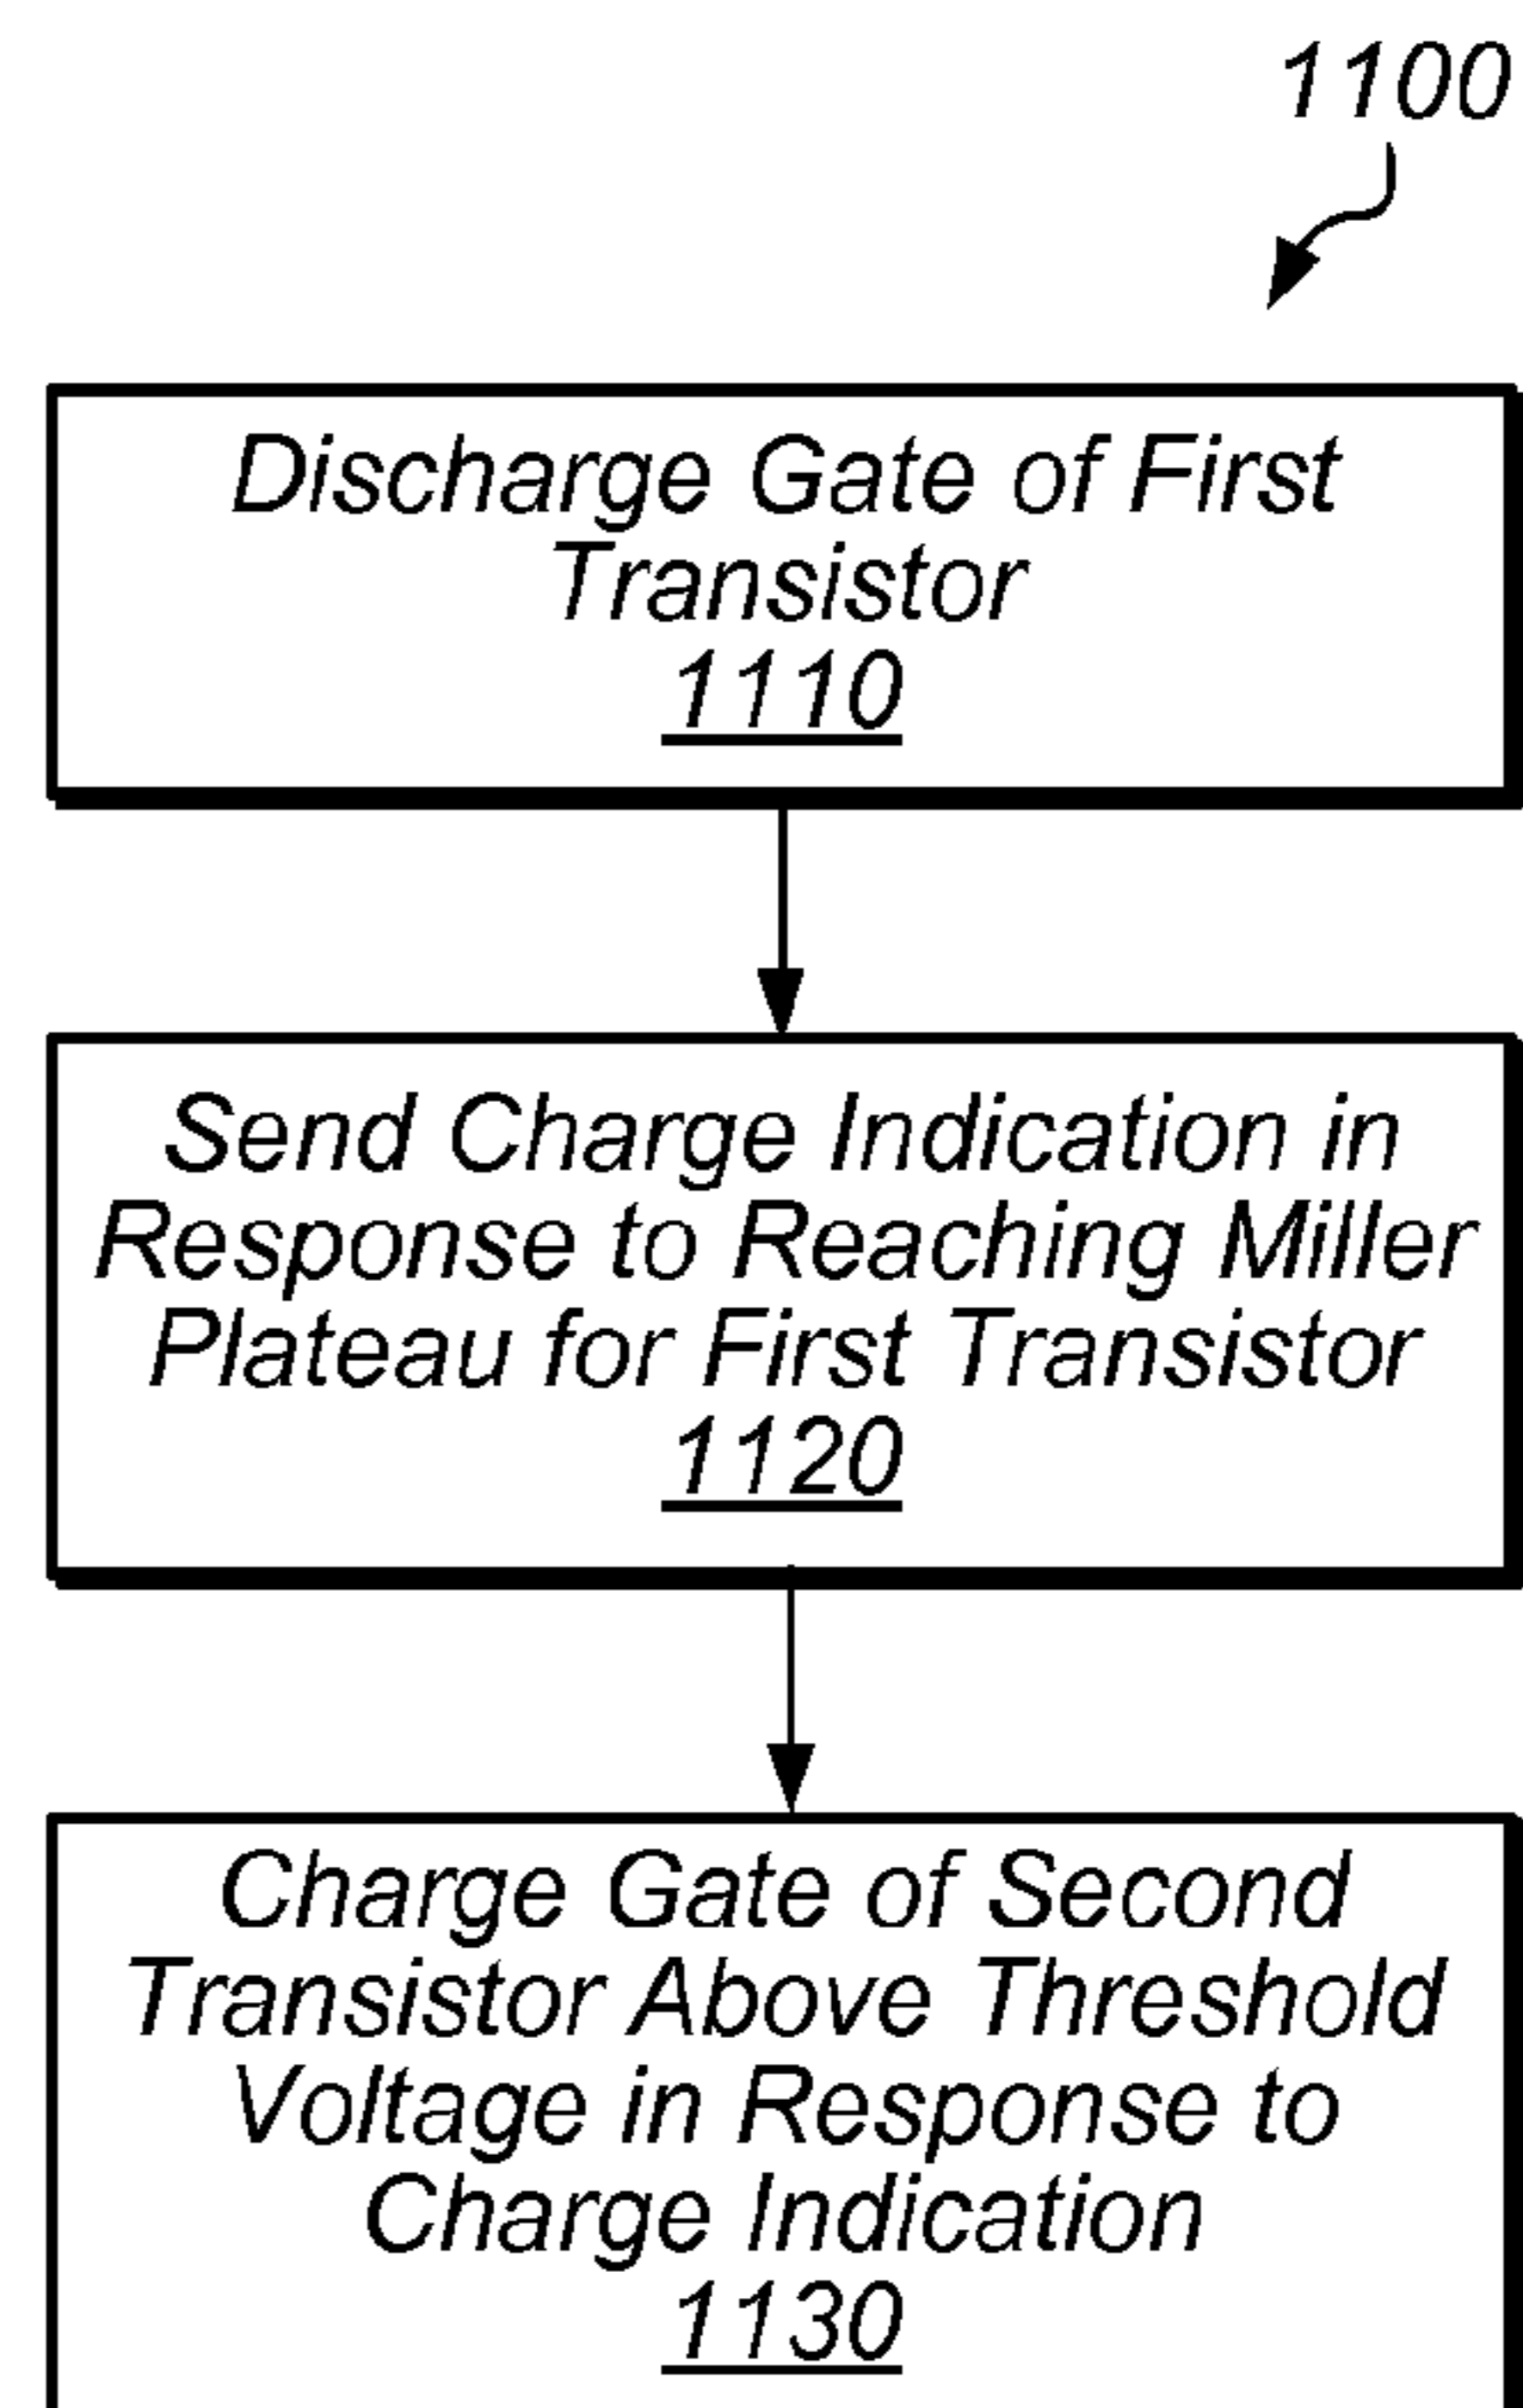 1100
Discharge Gate of First
Transistor
1110
Send Charge Indication in
Response to Reaching Miller
Plateau for First Transistor
1120
Charge Gate of Second
Transistor Above Threshold
Voltage in Response to
Charge Indication
1130